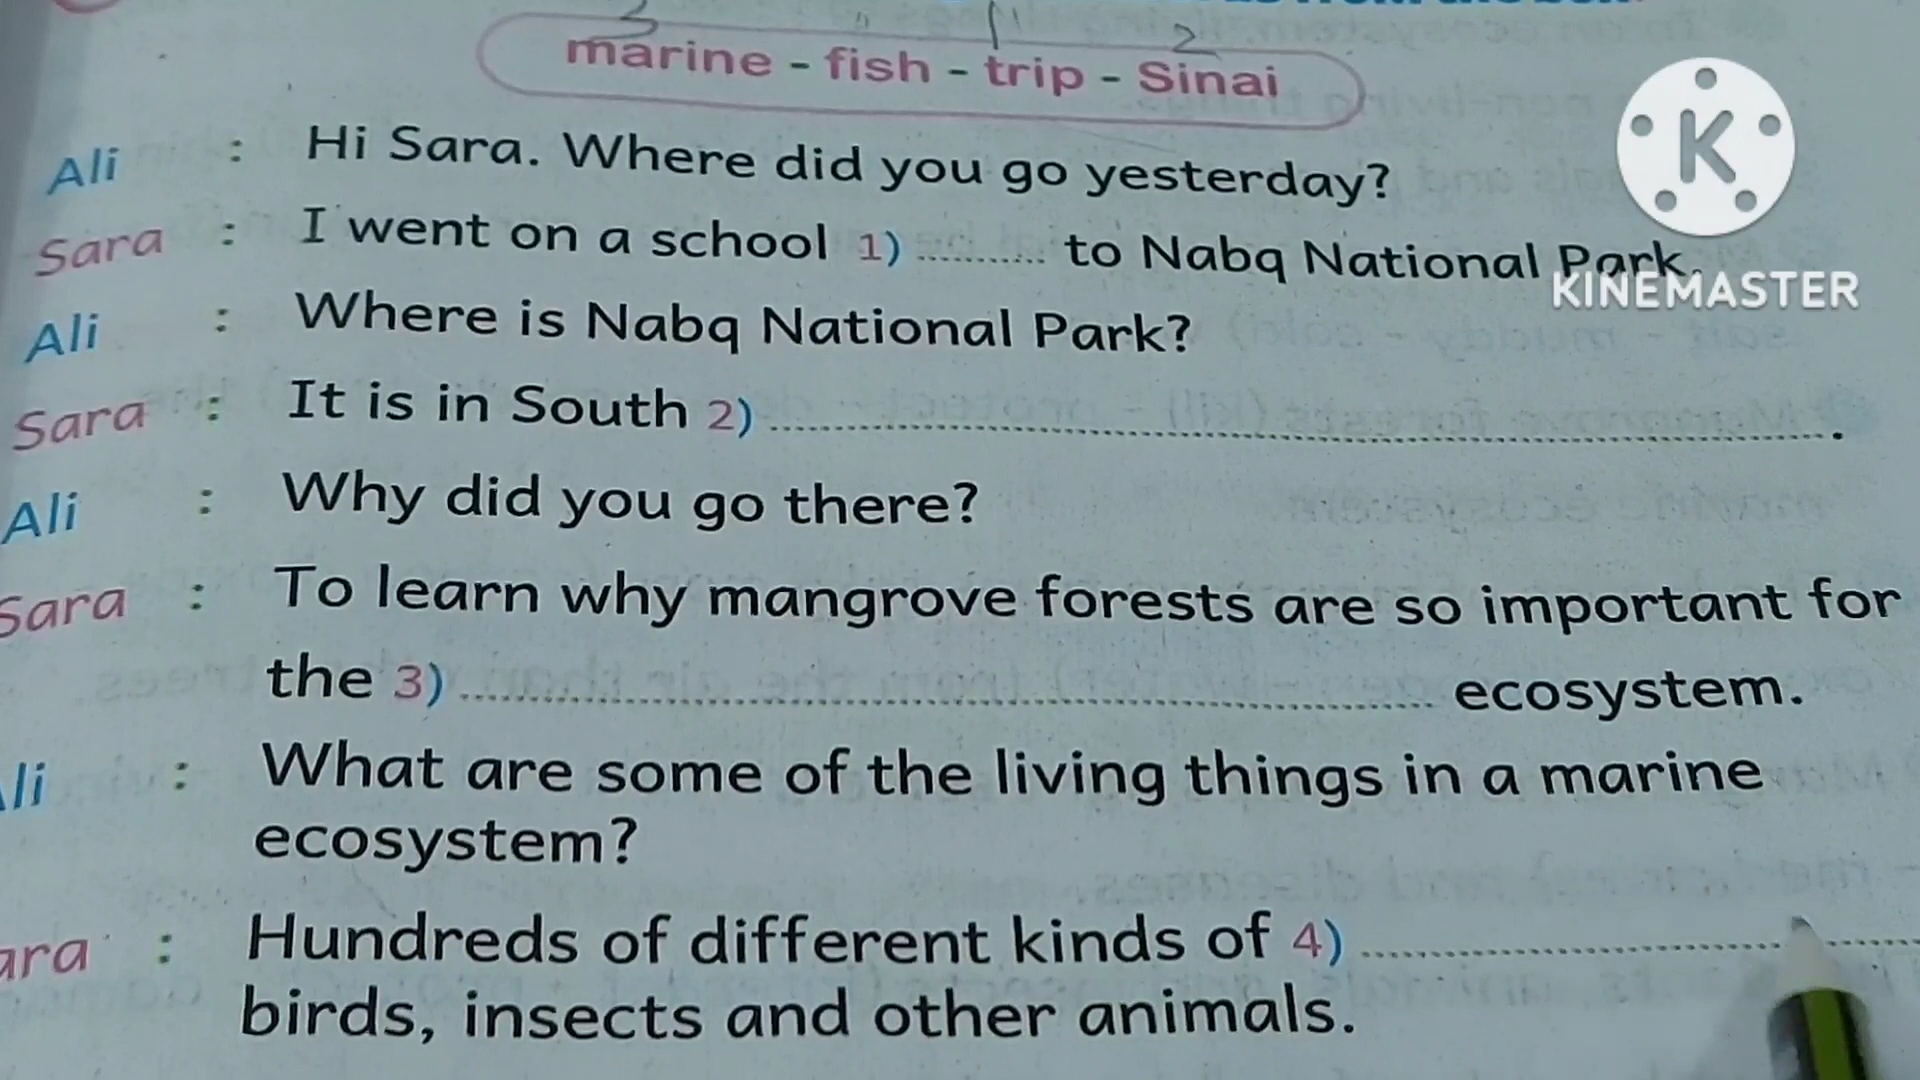 3 " 1 2
marine - fish - trip - Sinai
K
KINEMASTER
Ali : Hi Sara. Where did you go yesterday?
Sara : I went on a school 1) .......... to Nabq National Park.
Ali : Where is Nabq National Park?
Sara : It is in South 2) ..........
Ali : Why did you go there?
Sara : To learn why mangrove forests are so important for
the 3) .......... ecosystem.
li : What are some of the living things in a marine
ecosystem?
ara : Hundreds of different kinds of 4) ..........
birds, insects and other animals.